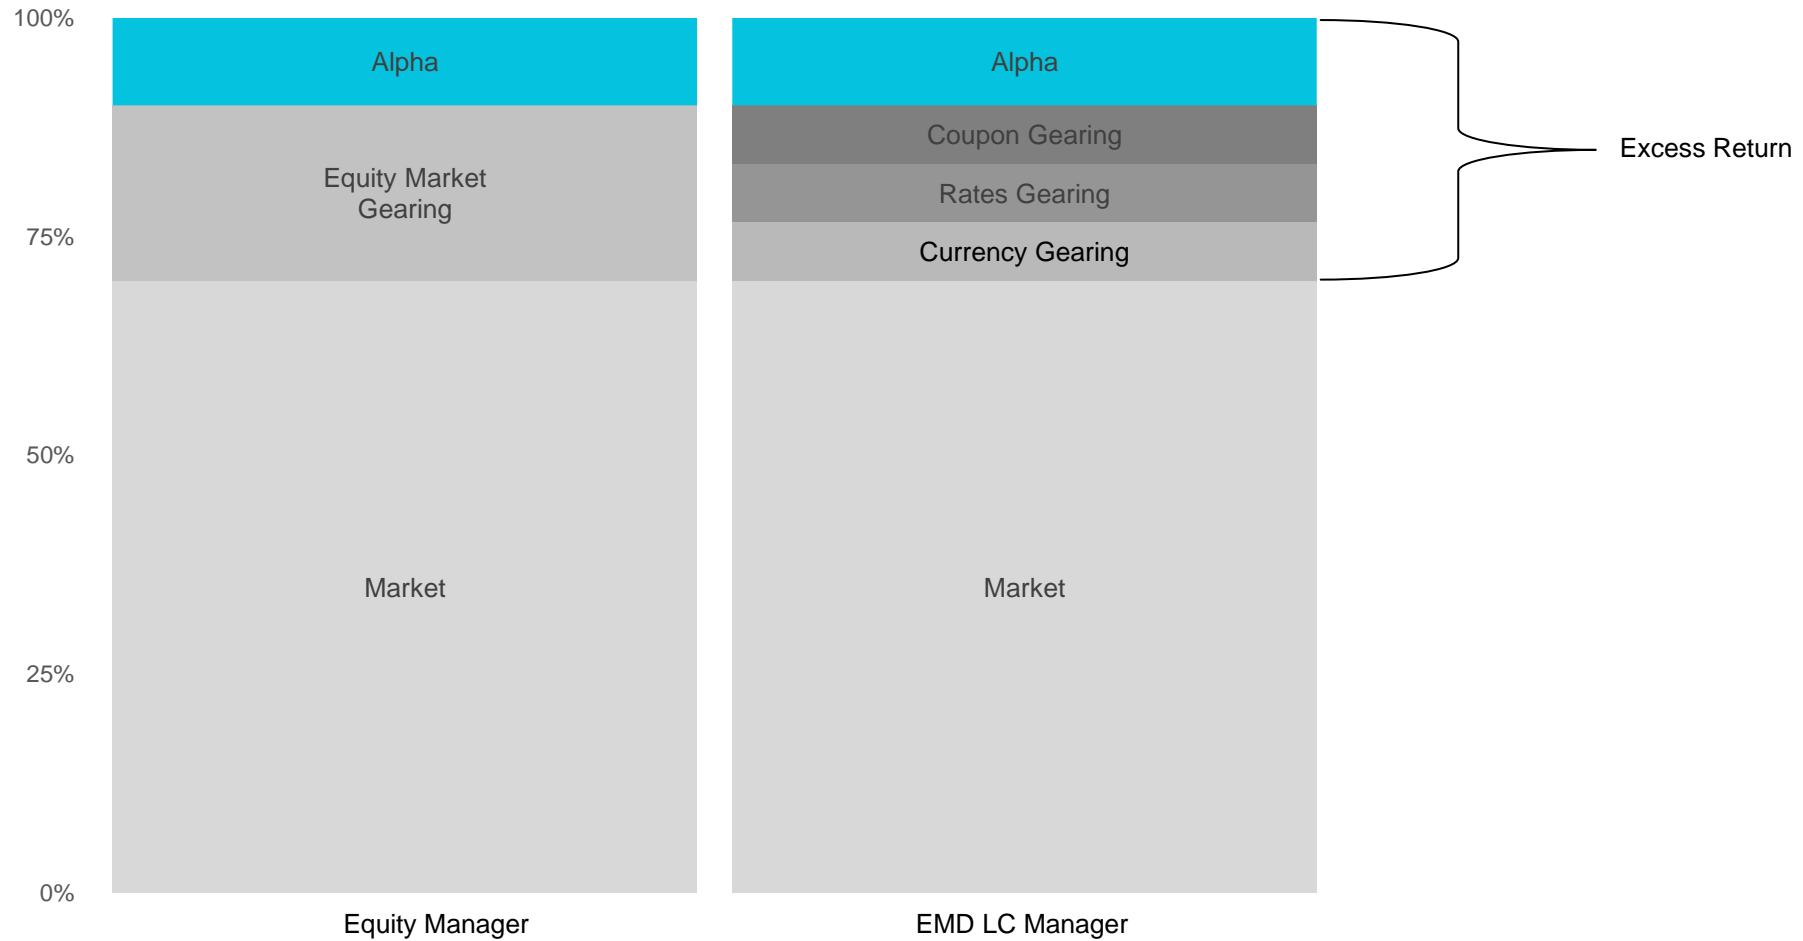 100%
75%
50%
25%
0%
Alpha
Equity Market
Gearing
Market
Equity Manager
Alpha
Coupon Gearing
Rates Gearing
Currency Gearing
Market
EMD LC Manager
Excess Return